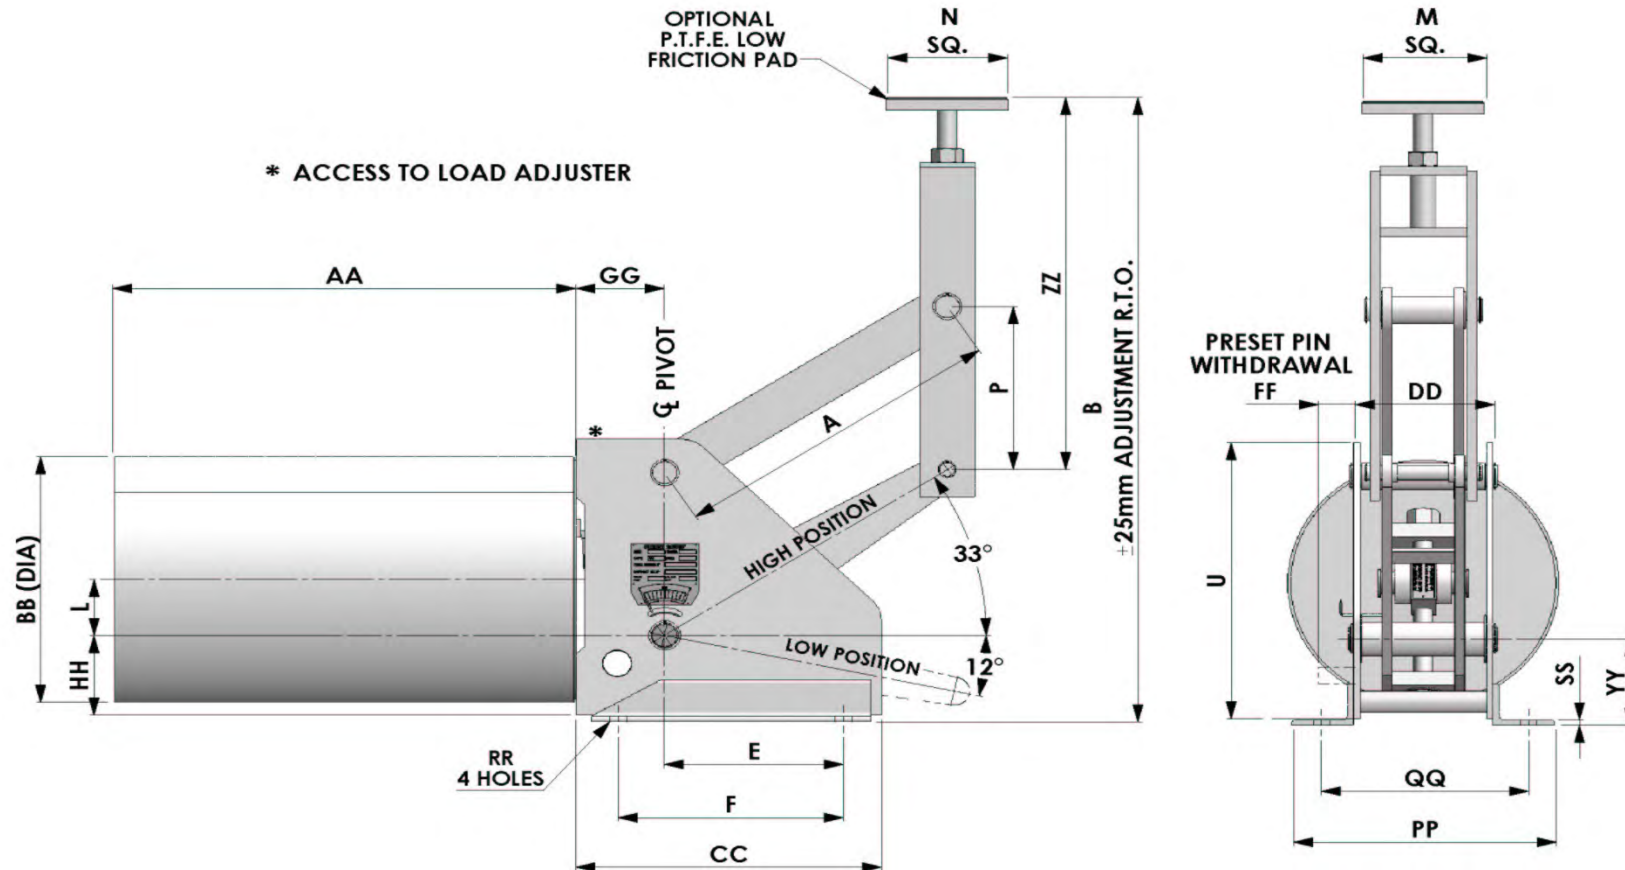 OPTIONAL
P.T.F.E. LOW
FRICTION PAD
N
SQ.
M
SQ.
* ACCESS TO LOAD ADJUSTER
AA
GG
℄ PIVOT
ZZ
B
±25mm ADJUSTMENT R.T.O.
P
A
PRESET PIN
WITHDRAWAL
FF
DD
*
BB (DIA)
L
HH
HIGH POSITION
33°
LOW POSITION
12°
U
SS
YY
RR
4 HOLES
E
F
CC
QQ
PP